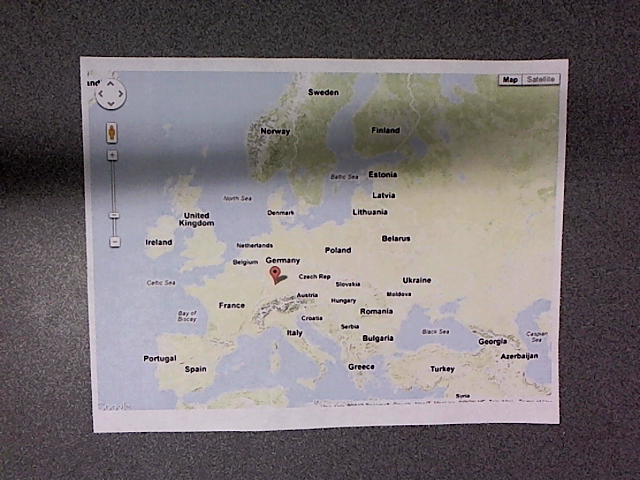 Map Satellite
Sweden
Norway
Finland
Baltic Sea
Estonia
Latvia
North Sea
Lithuania
Denmark
United
Kingdom
Ireland
Netherlands
Belarus
Poland
Belgium
Germany
Czech Rep
Ukraine
Celtic Sea
Slovakia
Austria
Moldova
Hungary
France
Romania
Bay of
Biscay
Croatia
Serbia
Italy
Black Sea
Bulgaria
Georgia
Caspian
Sea
Azerbaijan
Portugal
Spain
Greece
Turkey
Syria
Google